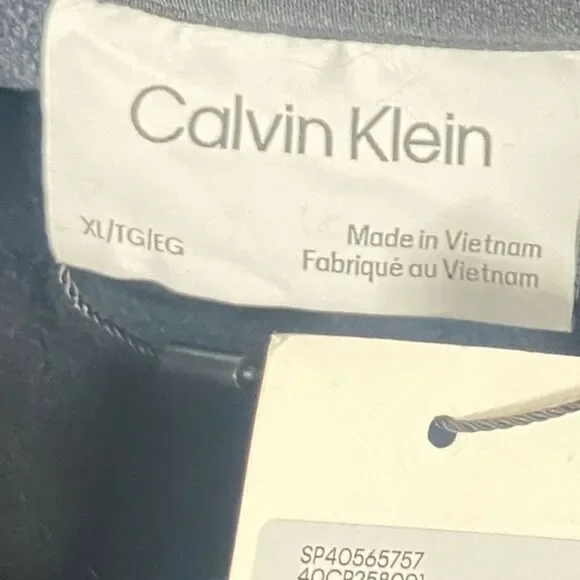 Calvin Klein
XL/TG/EG
Made in Vietnam
Fabriqué au Vietnam
SP40565757